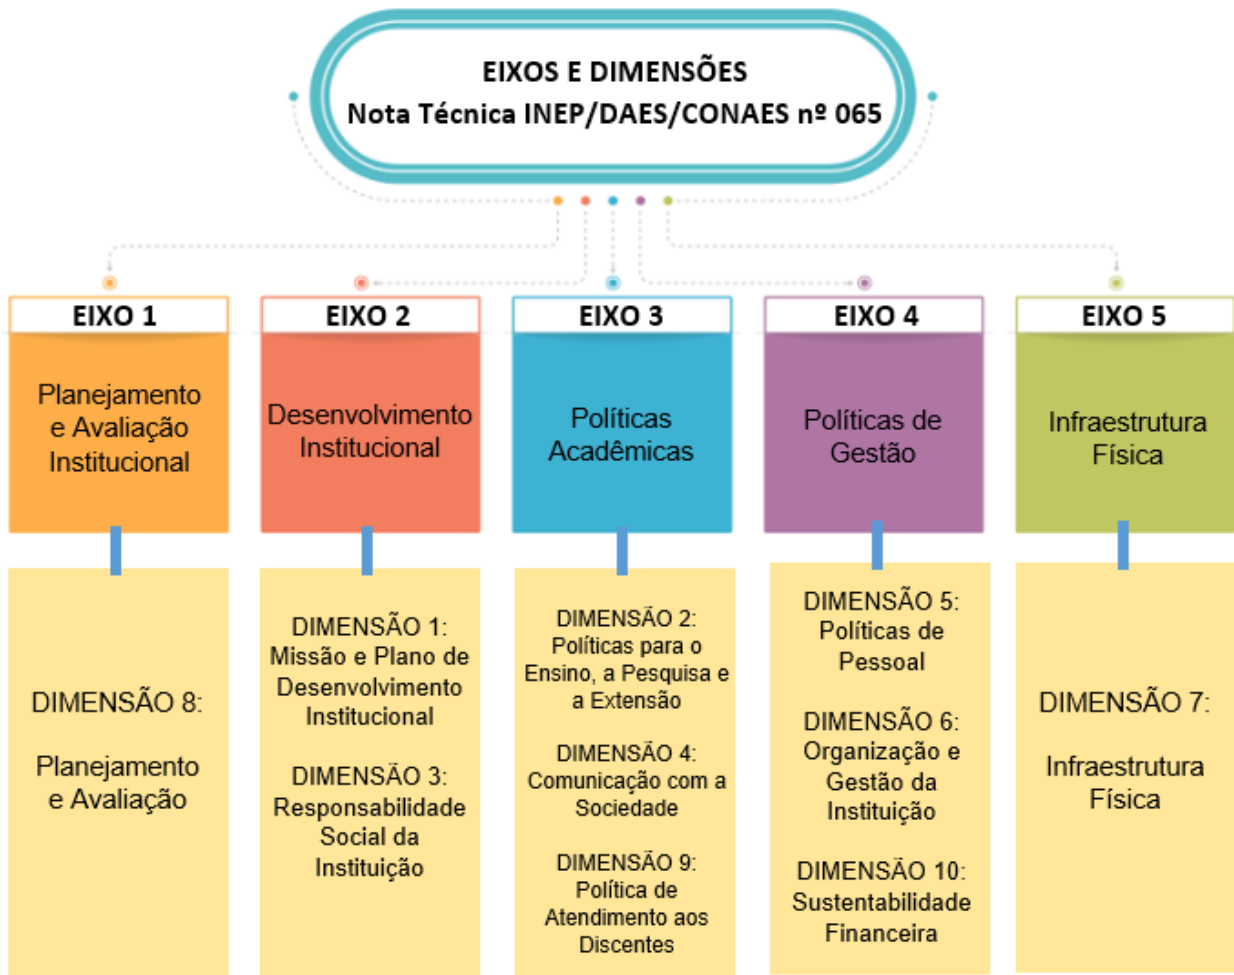 EIXOS E DIMENSÕES
Nota Técnica INEP/DAES/CONAES nº 065
EIXO 1
Planejamento
e Avaliação
Institucional
DIMENSÃO 8:
Planejamento
e Avaliação
EIXO 2
Desenvolvimento
Institucional
DIMENSÃO 1:
Missão e Plano de
Desenvolvimento
Institucional
DIMENSÃO 3:
Responsabilidade
Social da
Instituição
EIXO 3
Políticas
Acadêmicas
DIMENSÃO 2:
Políticas para o
Ensino, a Pesquisa e
a Extensão
DIMENSÃO 4:
Comunicação com a
Sociedade
DIMENSÃO 9:
Política de
Atendimento aos
Discentes
EIXO 4
Políticas de
Gestão
DIMENSÃO 5:
Políticas de
Pessoal
DIMENSÃO 6:
Organização e
Gestão da
Instituição
DIMENSÃO 10:
Sustentabilidade
Financeira
EIXO 5
Infraestrutura
Física
DIMENSÃO 7:
Infraestrutura
Física